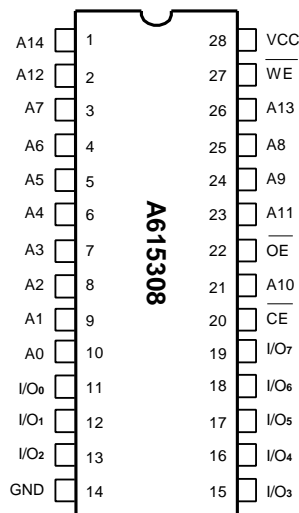 A14 1 28 VCC
A12 2 27 WE
A7 3 26 A13
A6 4 25 A8
A5 5 24 A9
A4 6 23 A11
A3 7 22 OE
A2 8 21 A10
A1 9 20 CE
A0 10 19 I/O7
I/O0 11 18 I/O6
I/O1 12 17 I/O5
I/O2 13 16 I/O4
GND 14 15 I/O3
A615308